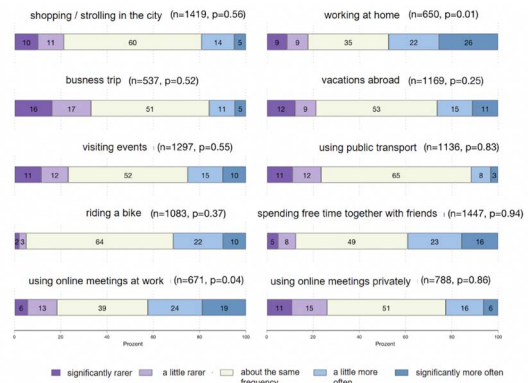 shopping / strolling in the city (n=1419, p=0.56)
10 11 60 14 5
working at home (n=650, p=0.01)
9 9 35 22 26
busness trip (n=537, p=0.52)
16 17 51 11 5
vacations abroad (n=1169, p=0.25)
12 9 53 15 11
visiting events (n=1297, p=0.55)
11 12 52 15 10
using public transport (n=1136, p=0.83)
11 12 65 8 3
riding a bike (n=1083, p=0.37)
2 3 64 22 10
spending free time together with friends (n=1447, p=0.94)
5 8 49 23 16
using online meetings at work (n=671, p=0.04)
6 13 39 24 19
using online meetings privately (n=788, p=0.86)
11 15 51 16 6
0 20 40 60 80 100
Prozent
0 20 40 60 80 100
Prozent
significantly rarer
a little rarer
about the same
frequency
a little more
often
significantly more often